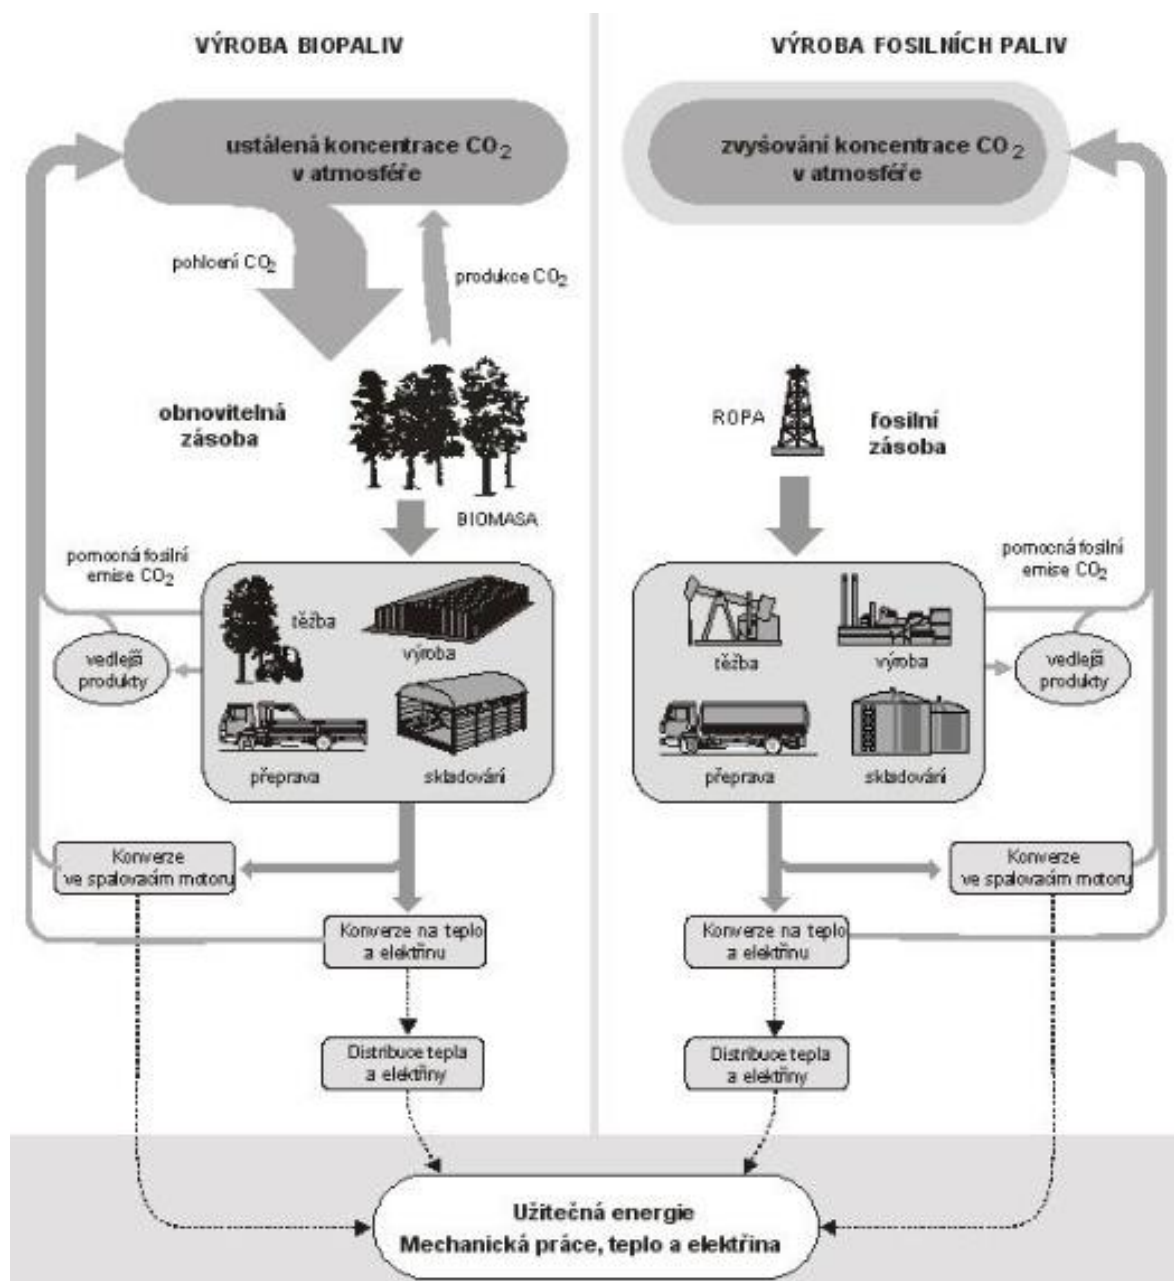 VÝROBA BIOPALIV
ustálená koncentrace CO2
v atmosféře
pohlcení CO2
produkce CO2
obnovitelná
zásoba
BIOMASA
pomocná fosilní
emise CO2
těžba
výroba
vedlejší
produkty
přeprava
skladování
Konverze
ve spalovacím motoru
Konverze na teplo
a elektřinu
Distribuce tepla
a elektřiny
VÝROBA FOSILNÍCH PALIV
zvyšování koncentrace CO2
v atmosféře
ROPA
fosilní
zásoba
pomocná fosilní
emise CO2
těžba
výroba
vedlejší
produkty
přeprava
skladování
Konverze
ve spalovacím motoru
Konverze na teplo
a elektřinu
Distribuce tepla
a elektřiny
Užitečná energie
Mechanická práce, teplo a elektřina